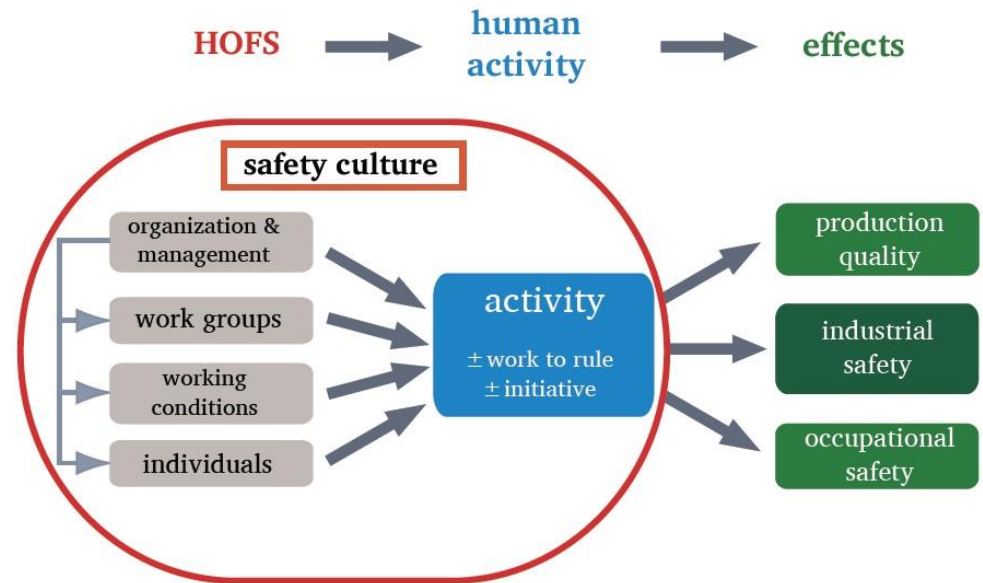 HOFS
human
activity
effects
safety culture
organization &
management
work groups
working
conditions
individuals
activity
± work to rule
± initiative
production
quality
industrial
safety
occupational
safety